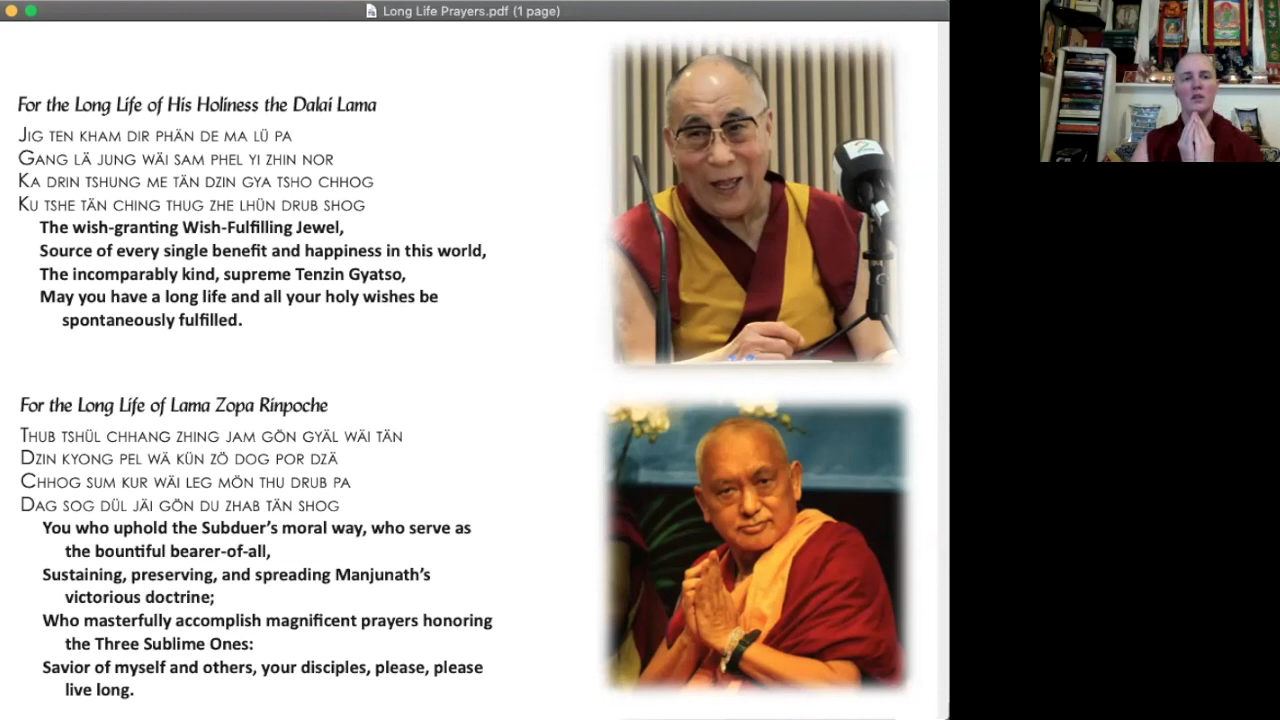 Long Life Prayers.pdf (1 page)
For the Long Life of His Holiness the Dalai Lama
JIG TEN KHAM DIR PHÄN DE MA LÜ PA
GANG LÄ JUNG WÄI SAM PHEL YI ZHIN NOR
KA DRIN TSHUNG ME TÄN DZIN GYA TSHO CHHOG
KU TSHE TÄN CHING THUG ZHE LHÜN DRUB SHOG
The wish-granting Wish-Fulfilling Jewel,
Source of every single benefit and happiness in this world,
The incomparably kind, supreme Tenzin Gyatso,
May you have a long life and all your holy wishes be
spontaneously fulfilled.
2
For the Long Life of Lama Zopa Rinpoche
THUB TSHÜL CHHANG ZHING JAM GÖN GYÄL WÄI TÄN
DZIN KYONG PEL WÄ KÜN ZÖ DOG POR DZÄ
CHHOG SUM KUR WÄI LEG MÖN THU DRUB PA
DAG SOG DÜL JÄI GÖN DU ZHAB TÄN SHOG
You who uphold the Subduer's moral way, who serve as
the bountiful bearer-of-all,
Sustaining, preserving, and spreading Manjunath's
victorious doctrine;
Who masterfully accomplish magnificent prayers honoring
the Three Sublime Ones:
Savior of myself and others, your disciples, please, please
live long.